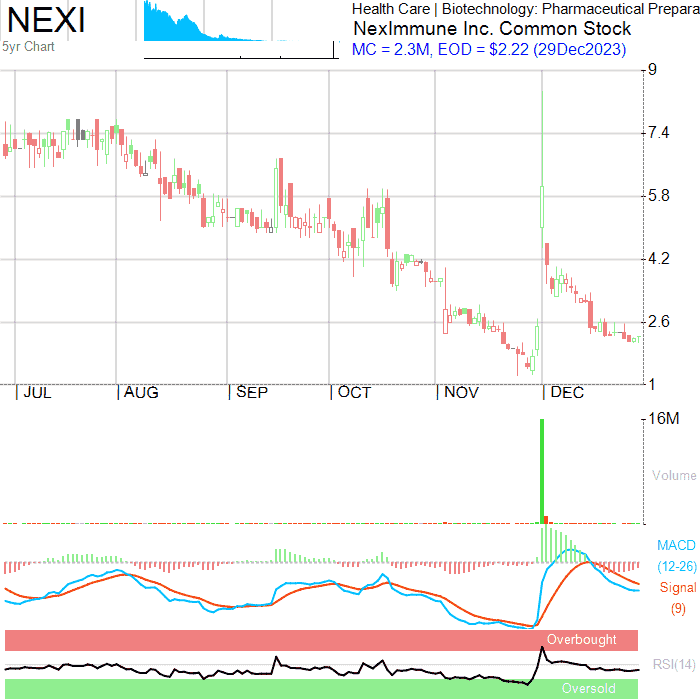 NEXI
5yr Chart
Health Care | Biotechnology: Pharmaceutical Prepara
NexImmune Inc. Common Stock
MC = 2.3M, EOD = $2.22 (29Dec2023)
9
7.4
5.8
4.2
2.6
1
| JUL | AUG | SEP | OCT | NOV | DEC
16M
Volume
MACD
(12-26)
Signal
(9)
Overbought
RSI(14)
Oversold